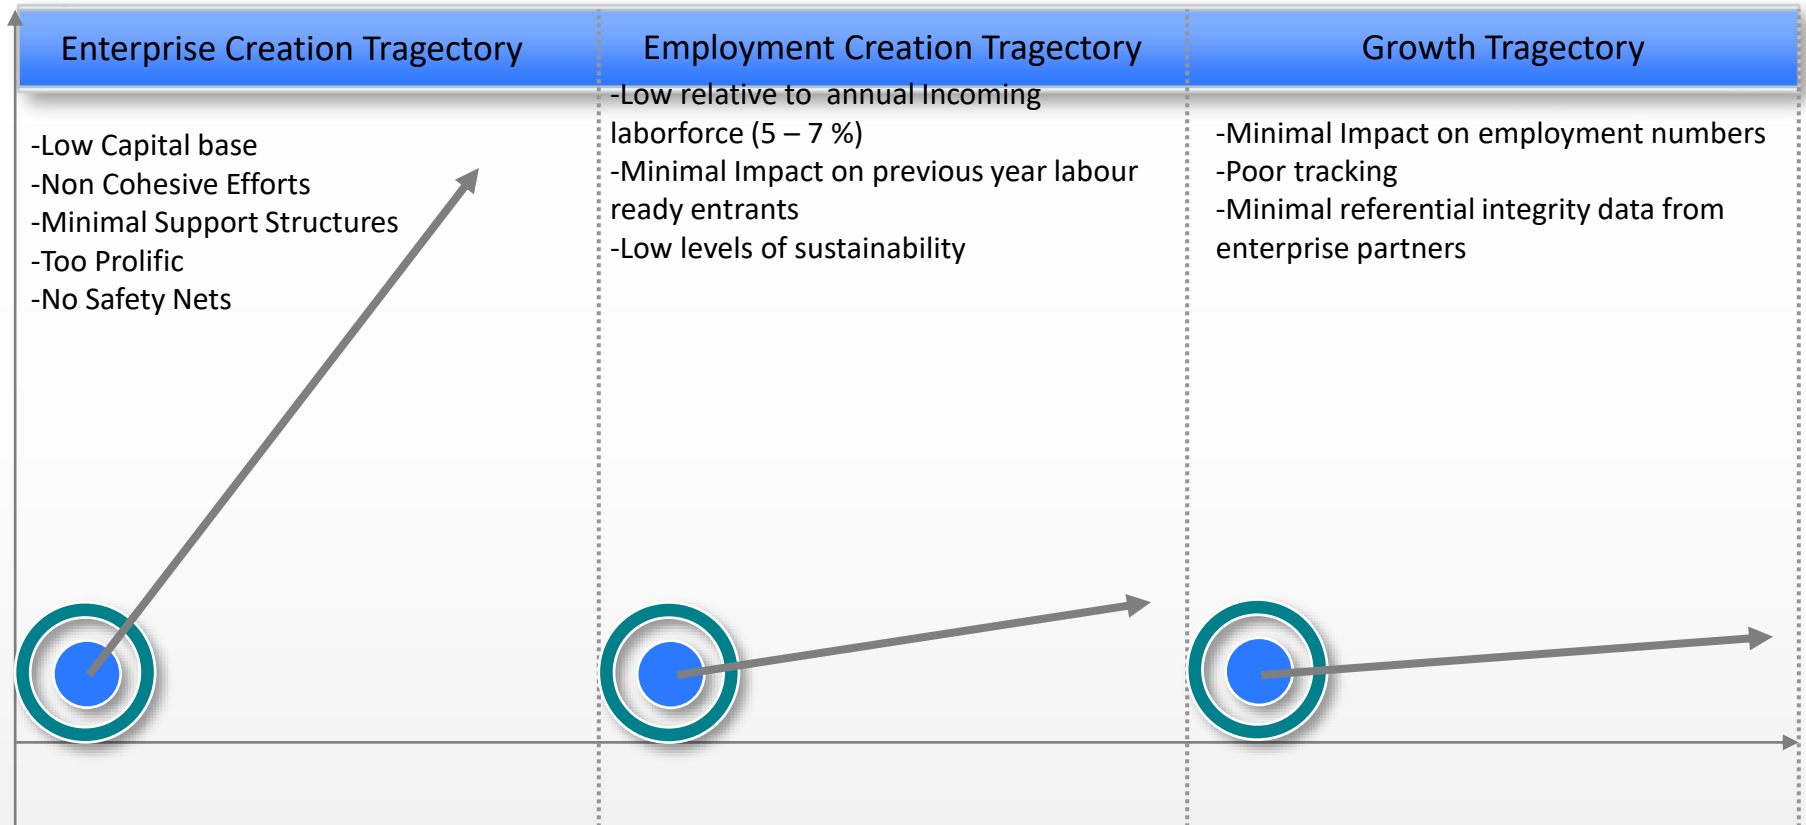 Enterprise Creation Tragectory
Employment Creation Tragectory
Growth Tragectory
-Low Capital base
-Non Cohesive Efforts
-Minimal Support Structures
-Too Prolific
-No Safety Nets
-Low relative to  annual Incoming
laborforce (5 – 7 %)
-Minimal Impact on previous year labour
ready entrants
-Low levels of sustainability
-Minimal Impact on employment numbers
-Poor tracking
-Minimal referential integrity data from
enterprise partners